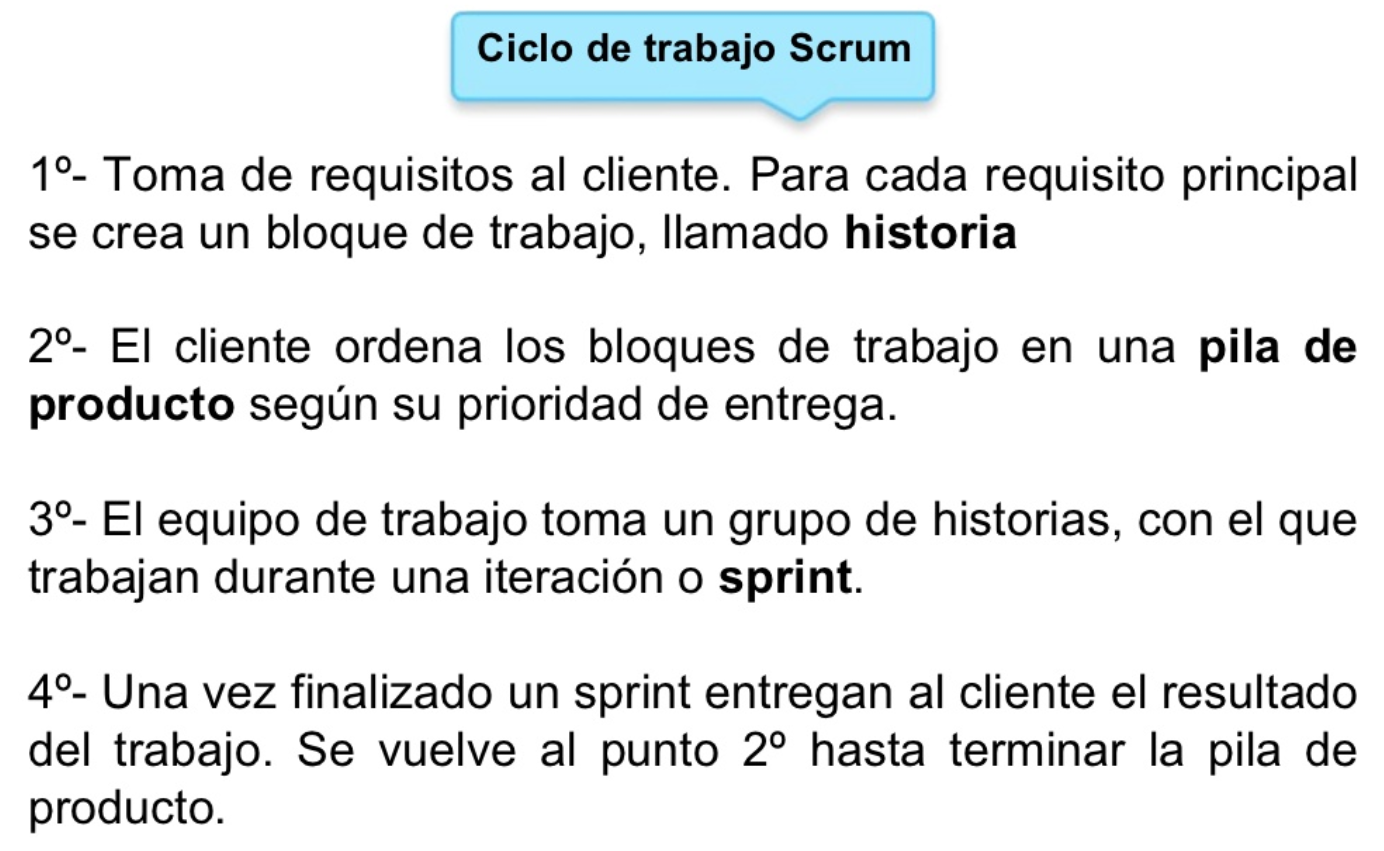 Ciclo de trabajo Scrum
1º- Toma de requisitos al cliente. Para cada requisito principal
se crea un bloque de trabajo, llamado historia
2º- El cliente ordena los bloques de trabajo en una pila de
producto según su prioridad de entrega.
3º- El equipo de trabajo toma un grupo de historias, con el que
trabajan durante una iteración o sprint.
4º- Una vez finalizado un sprint entregan al cliente el resultado
del trabajo. Se vuelve al punto 2º hasta terminar la pila de
producto.